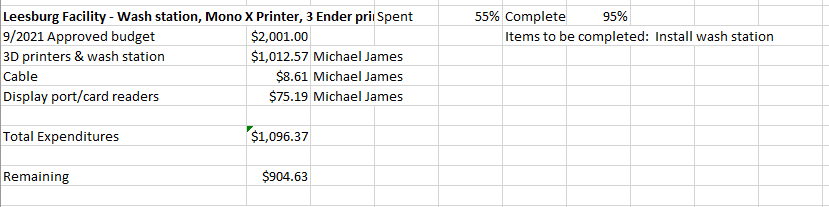 Leesburg Facility - Wash station, Mono X Printer, 3 Ender pri Spent 55% Complete 95%
9/2021 Approved budget $2,001.00 Items to be completed: Install wash station
3D printers & wash station $1,012.57 Michael James
Cable $8.61 Michael James
Display port/card readers $75.19 Michael James
Total Expenditures $1,096.37
Remaining $904.63